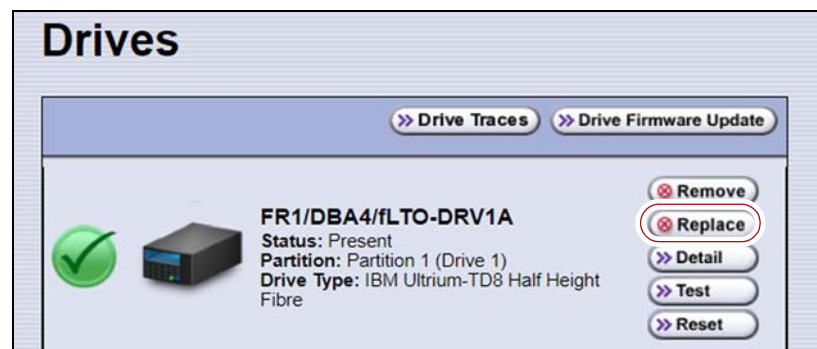 Drives
Drive Traces
Drive Firmware Update
FR1/DBA4/fLTO-DRV1A
Status: Present
Partition: Partition 1 (Drive 1)
Drive Type: IBM Ultrium-TD8 Half Height
Fibre
Remove
Replace
Detail
Test
Reset